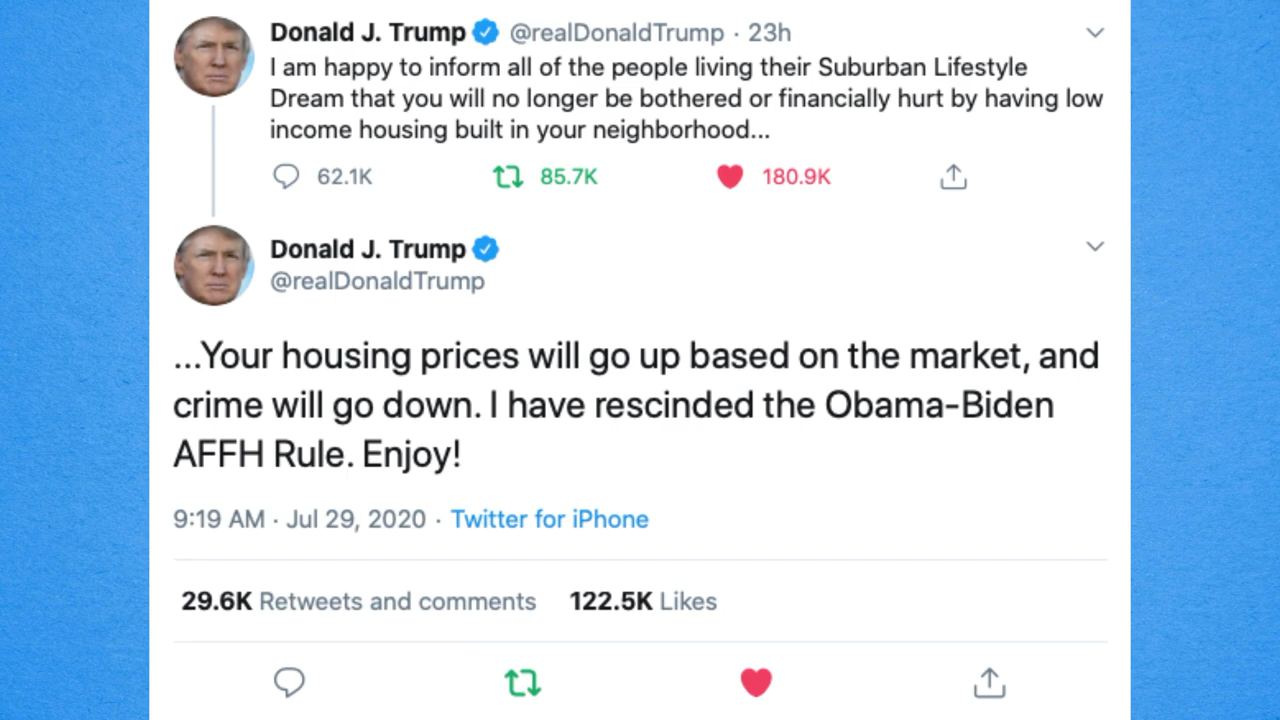 Donald J. Trump @realDonaldTrump · 23h
I am happy to inform all of the people living their Suburban Lifestyle
Dream that you will no longer be bothered or financially hurt by having low
income housing built in your neighborhood...
62.1K 85.7K 180.9K
Donald J. Trump
@realDonaldTrump
...Your housing prices will go up based on the market, and
crime will go down. I have rescinded the Obama-Biden
AFFH Rule. Enjoy!
9:19 AM · Jul 29, 2020 · Twitter for iPhone
29.6K Retweets and comments 122.5K Likes